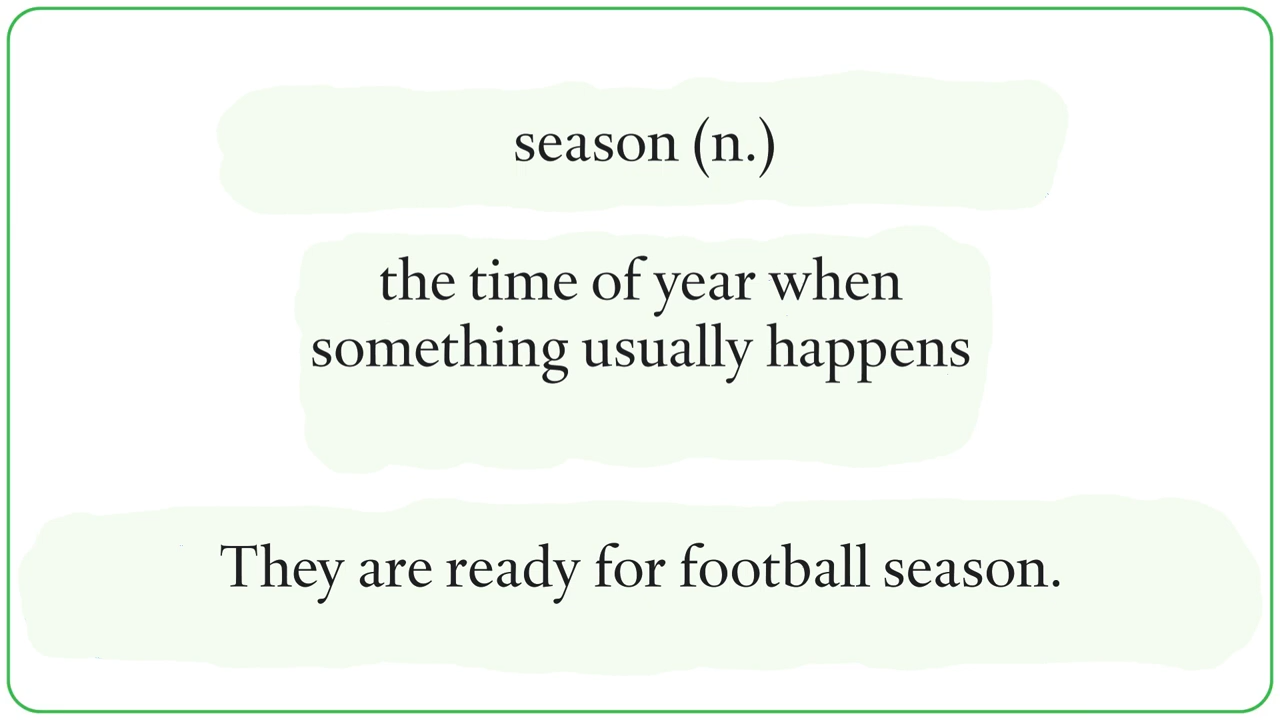 season (n.)
the time of year when
something usually happens
They are ready for football season.